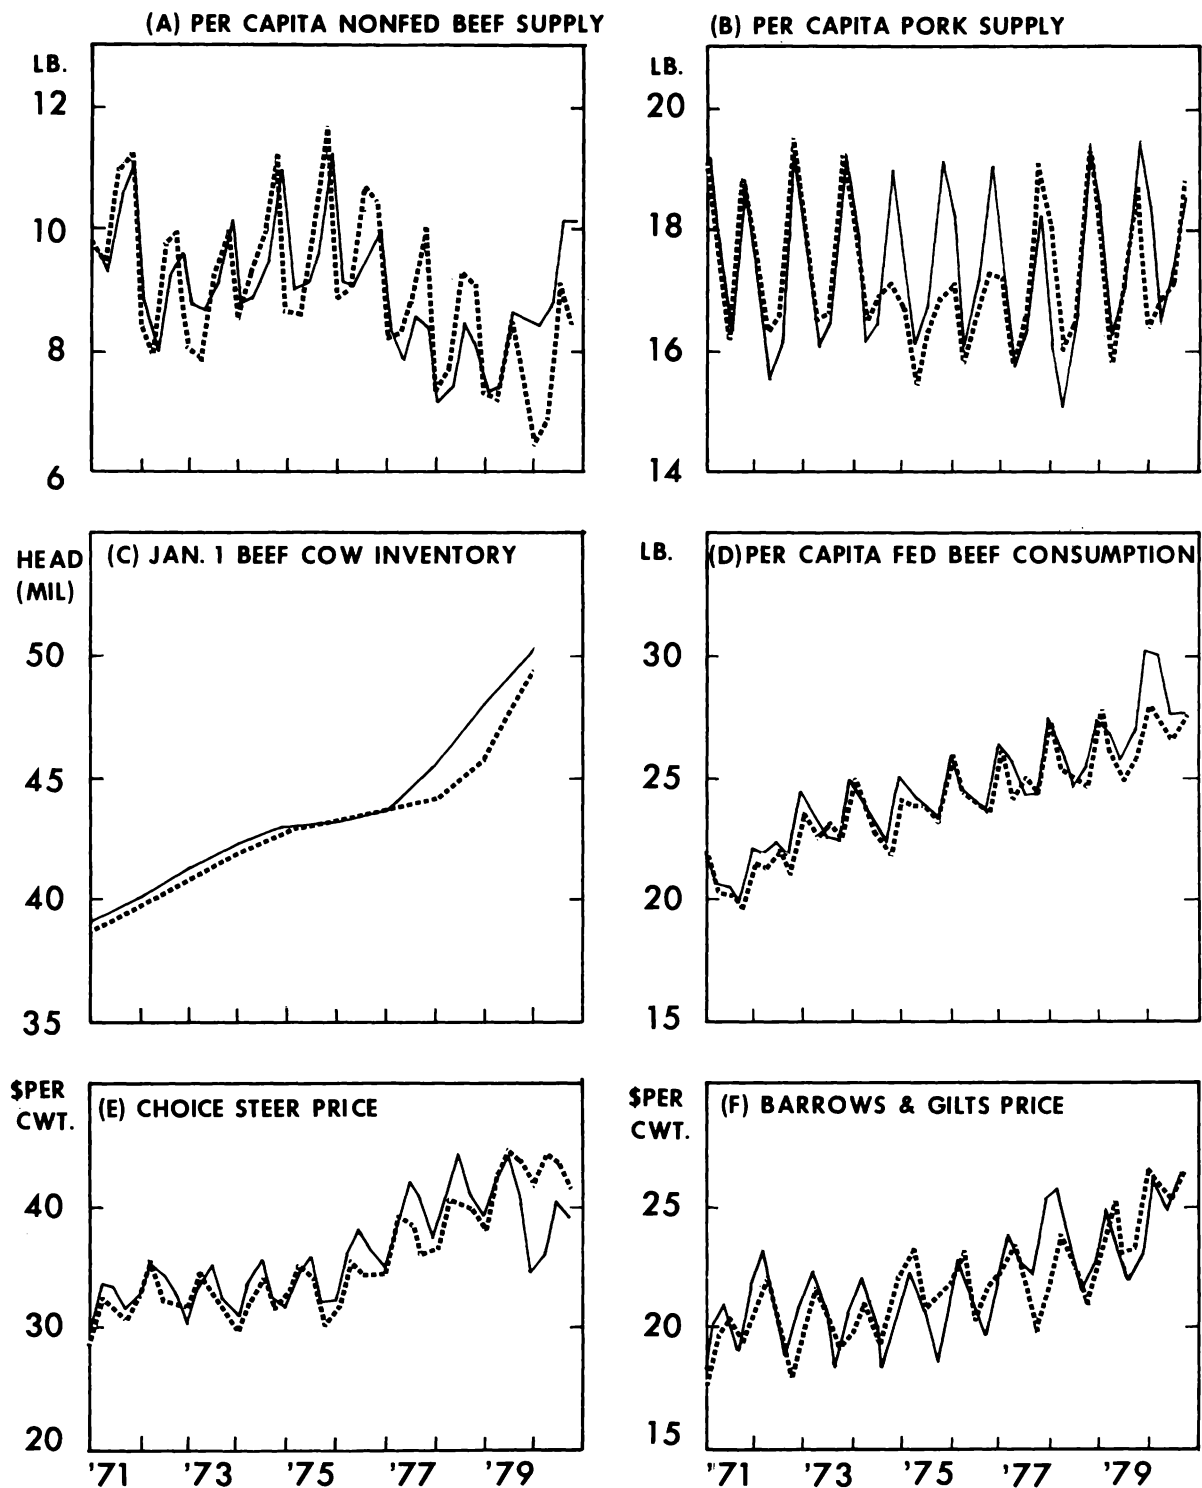 (A) PER CAPITA NONFED BEEF SUPPLY
LB.
12
10
8
6
(B) PER CAPITA PORK SUPPLY
LB.
20
18
16
14
HEAD
(MIL)
(C) JAN. 1 BEEF COW INVENTORY
50
45
40
35
LB.
(D) PER CAPITA FED BEEF CONSUMPTION
30
25
20
15
$PER
CWT.
(E) CHOICE STEER PRICE
40
30
20
'71 '73 '75 '77 '79
$PER
CWT.
(F) BARROWS & GILTS PRICE
25
20
15
'71 '73 '75 '77 '79